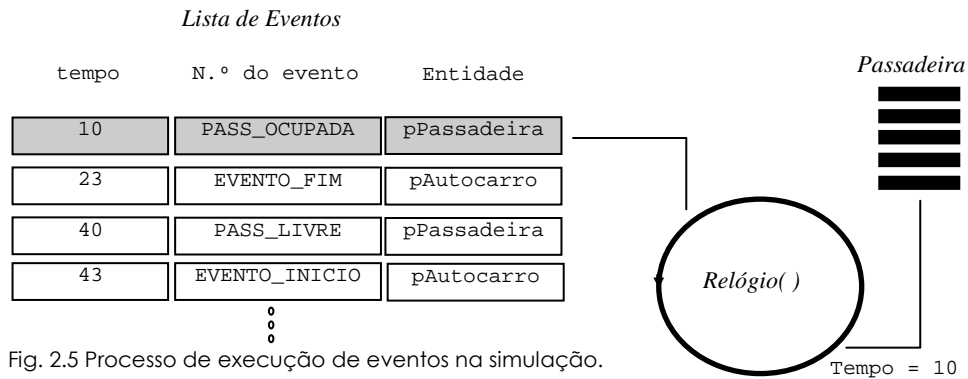 Lista de Eventos
tempo N.º do evento Entidade
Passadeira
10 PASS_OCUPADA pPassadeira
23 EVENTO_FIM pAutocarro
40 PASS_LIVRE pPassadeira
43 EVENTO_INICIO pAutocarro
Relógio( )
Fig. 2.5 Processo de execução de eventos na simulação.
Tempo = 10